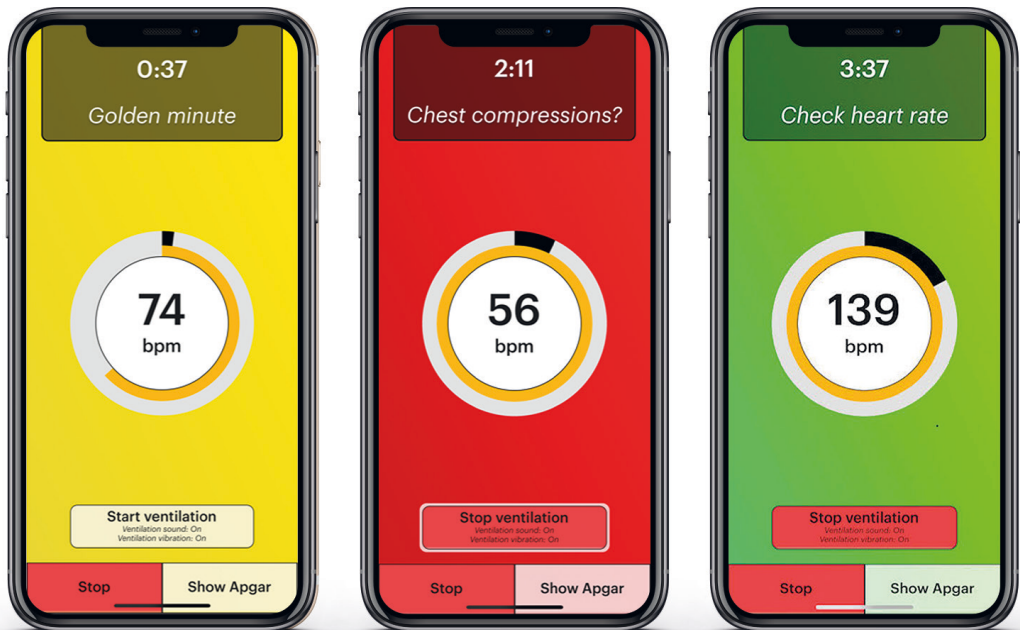 0:37
Golden minute
74
bpm
Start ventilation
Ventilation sound: On
Ventilation vibration: On
Stop
Show Apgar
2:11
Chest compressions?
56
bpm
Stop ventilation
Ventilation sound: On
Ventilation vibration: On
Stop
Show Apgar
3:37
Check heart rate
139
bpm
Stop ventilation
Ventilation sound: On
Ventilation vibration: On
Stop
Show Apgar